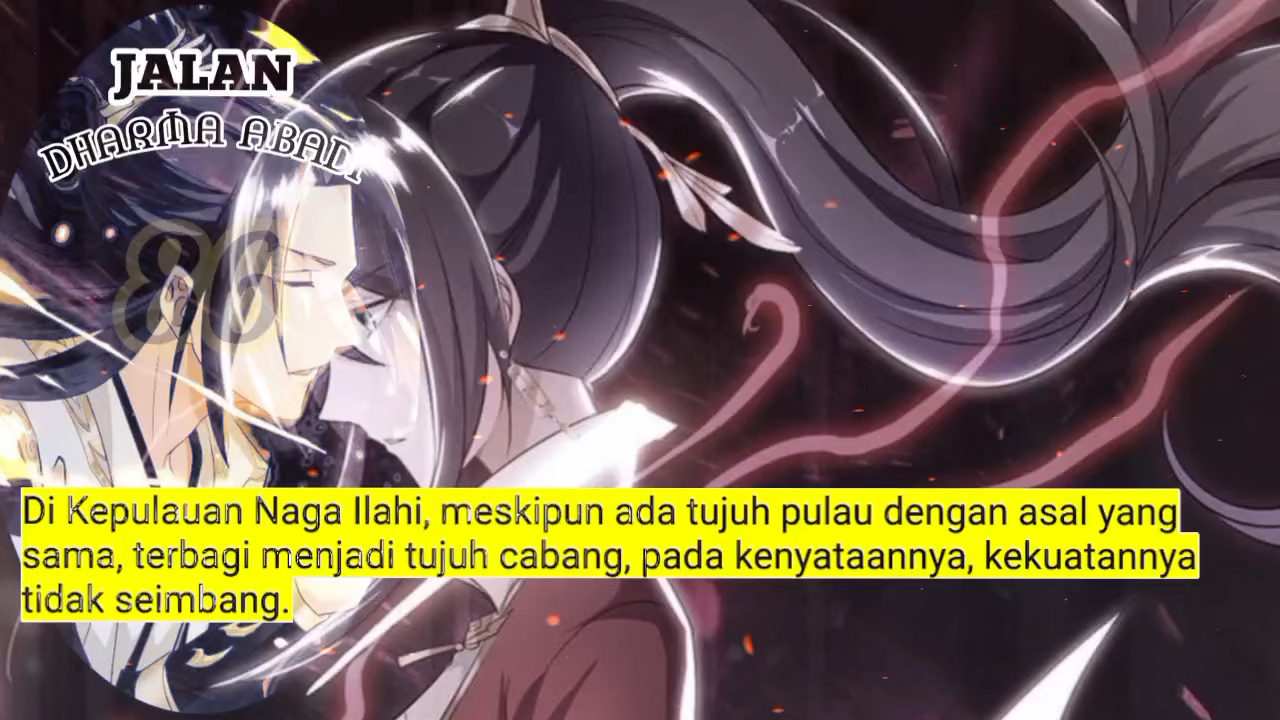 JALAN
DHARMA ABADI
86
Di Kepulauan Naga Ilahi, meskipun ada tujuh pulau dengan asal yang
sama, terbagi menjadi tujuh cabang, pada kenyataannya, kekuatannya
tidak seimbang.